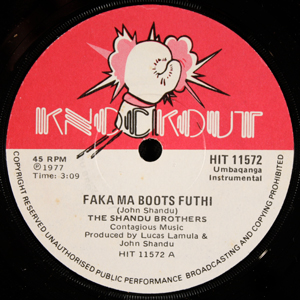 KNOCKOUT
45 RPM
℗1977
Time: 3:09
HIT 11572
Umbaqanga
Instrumental
FAKA MA BOOTS FUTHI
(John Shandu)
THE SHANDU BROTHERS
Contagious Music
Produced by Lucas Lamula &
John Shandu
HIT 11572 A
COPYRIGHT RESERVED UNAUTHORISED PUBLIC PERFORMANCE BROADCASTING AND COPYING PROHIBITED